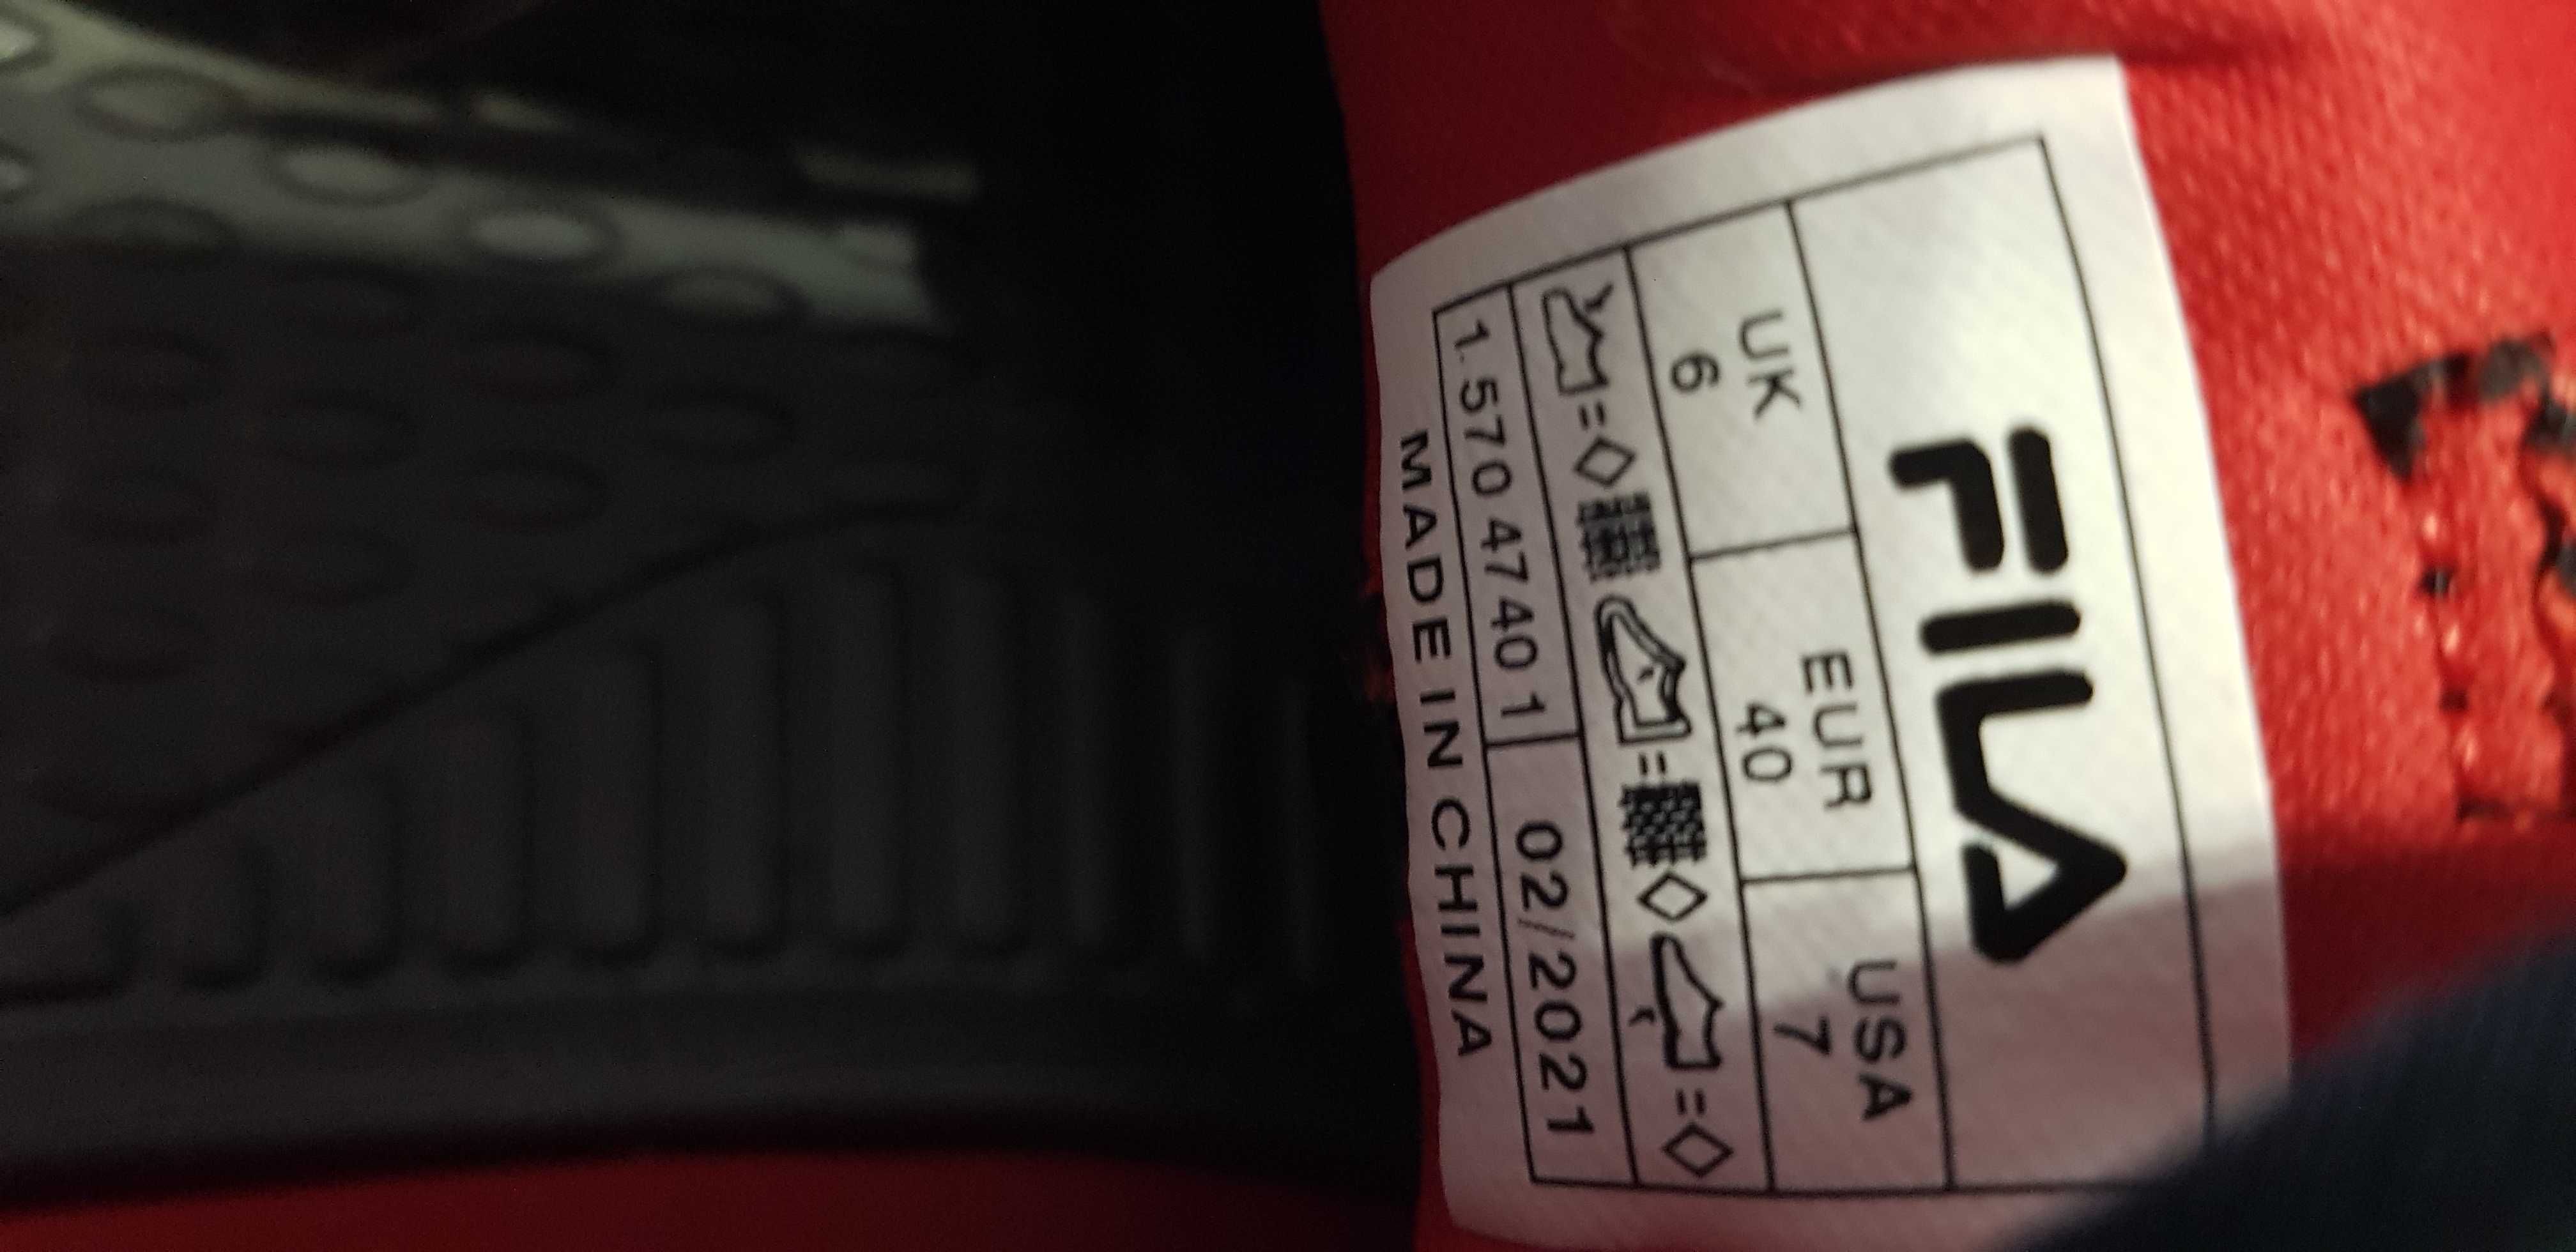 FILA
UK EUR USA
6 40 7
= = =
1. 570 4740 1 02/2021
MADE IN CHINA